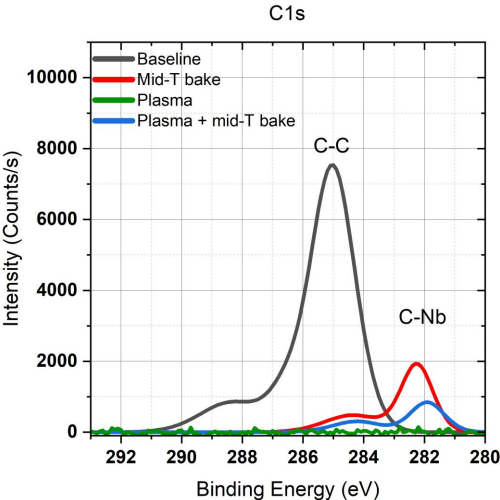 C1s
Baseline
Mid-T bake
Plasma
Plasma + mid-T bake
C-C
C-Nb
10000
8000
6000
4000
2000
0
Intensity (Counts/s)
292 290 288 286 284 282 280
Binding Energy (eV)